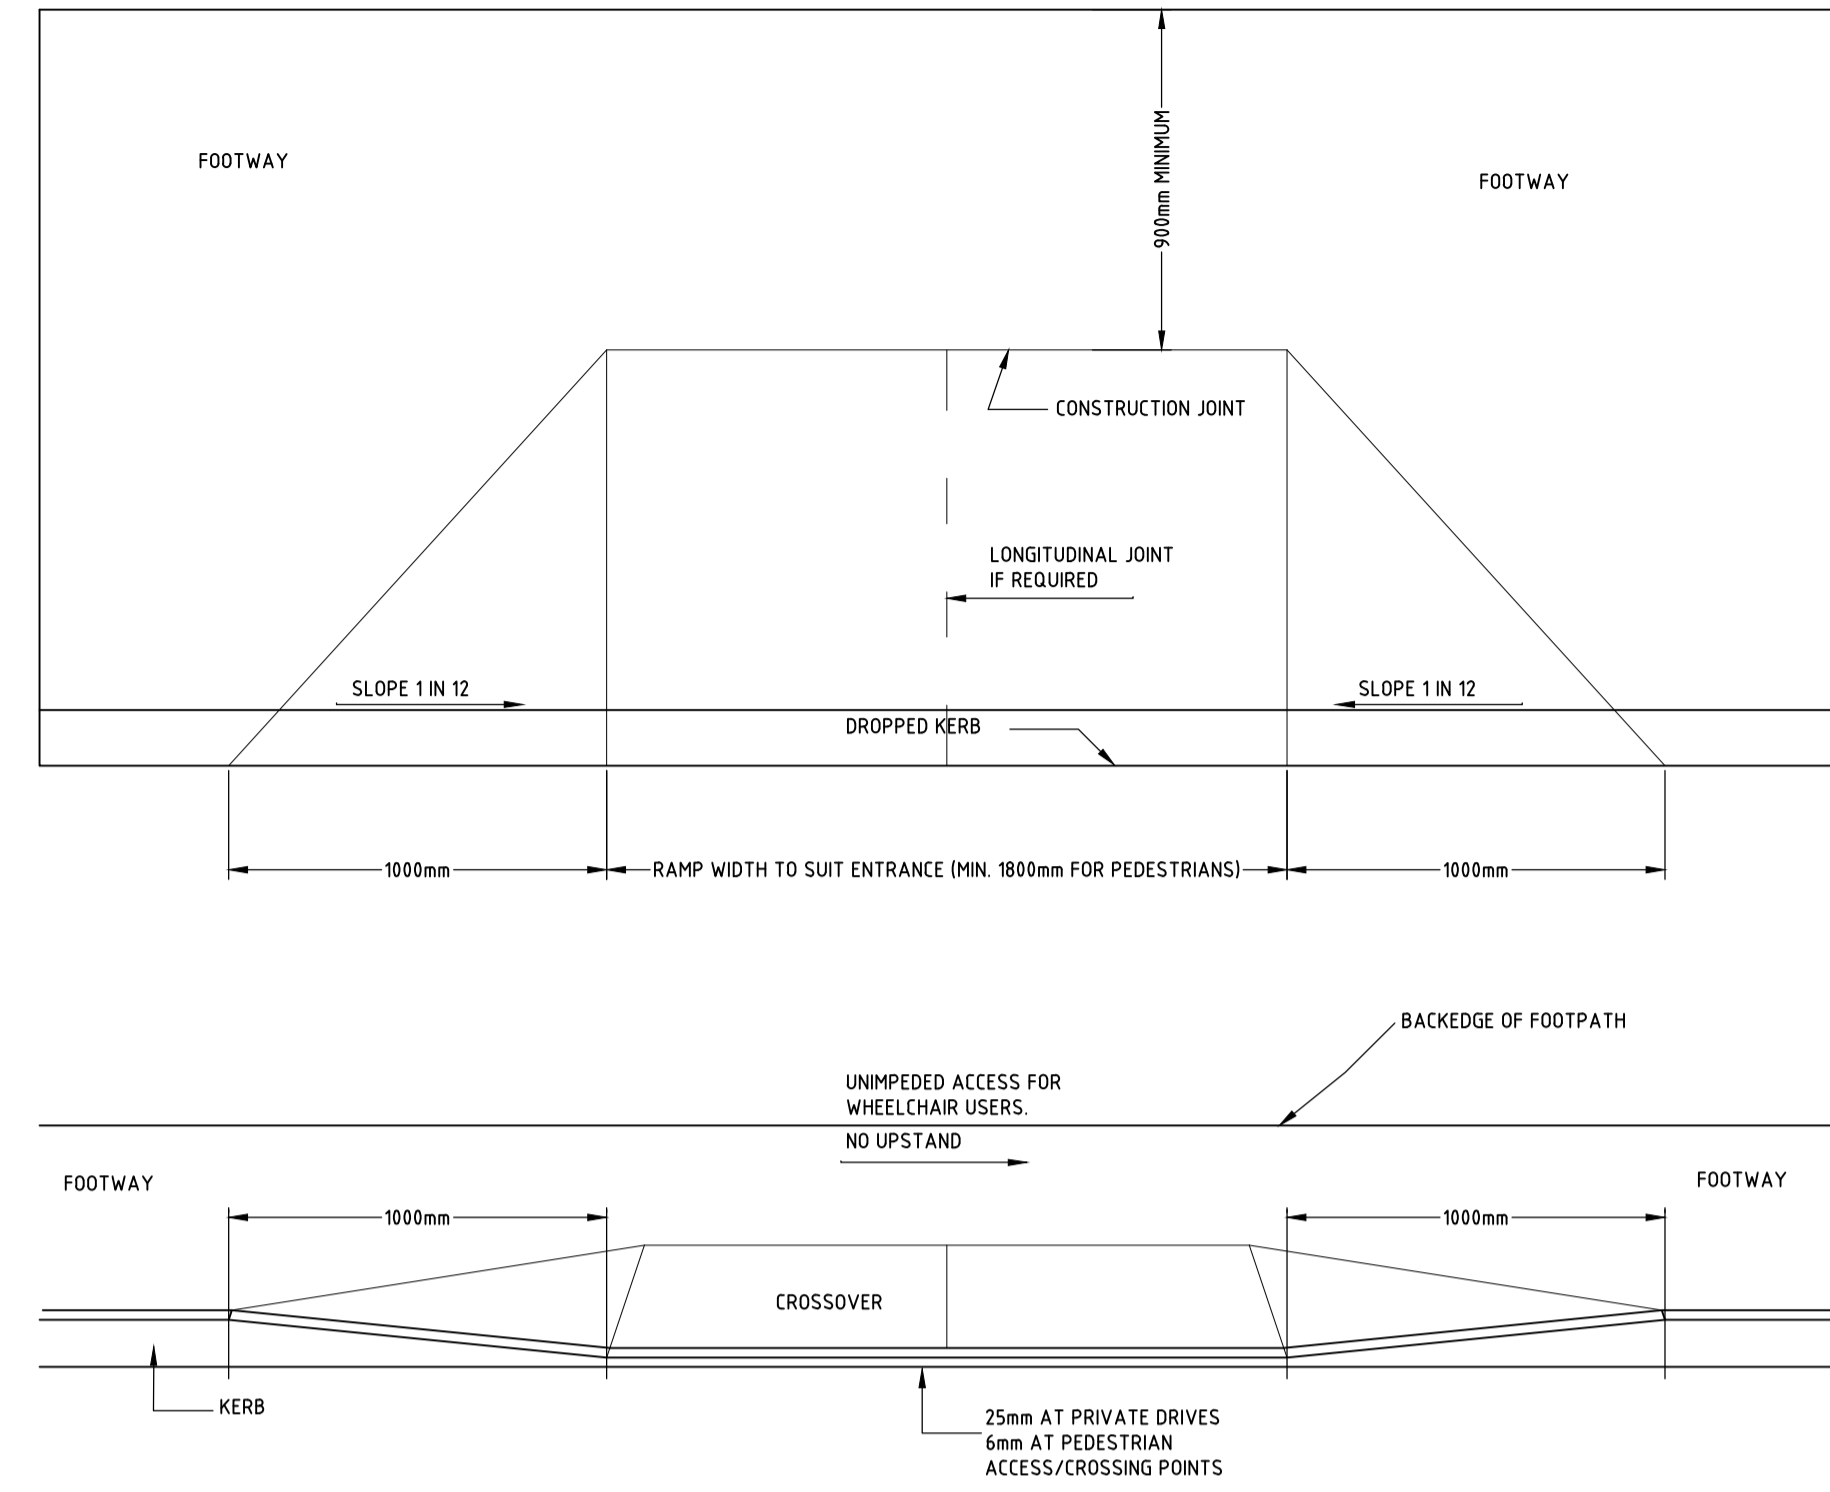 FOOTWAY
900mm MINIMUM
FOOTWAY
CONSTRUCTION JOINT
LONGITUDINAL JOINT
IF REQUIRED
SLOPE 1 IN 12
SLOPE 1 IN 12
DROPPED KERB
1000mm
RAMP WIDTH TO SUIT ENTRANCE (MIN. 1800mm FOR PEDESTRIANS)
1000mm
BACKEDGE OF FOOTPATH
UNIMPEDED ACCESS FOR
WHEELCHAIR USERS.
NO UPSTAND
FOOTWAY
FOOTWAY
1000mm
1000mm
CROSSOVER
KERB
25mm AT PRIVATE DRIVES
6mm AT PEDESTRIAN
ACCESS/CROSSING POINTS